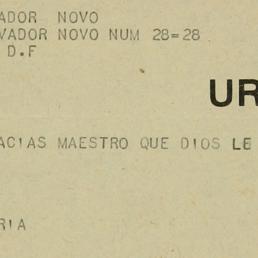 ADOR NOVO
VADOR NOVO NUM 28=28
D.F
UR
ACIAS MAESTRO QUE DIOS LE
RIA